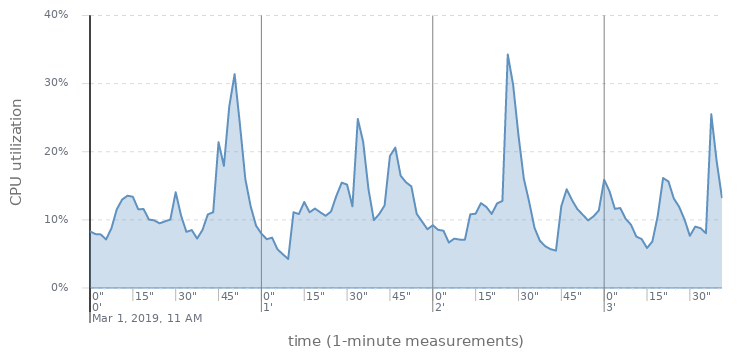 40%
30%
CPU utilization
20%
10%
0%
0" 15" 30" 45" 0" 15" 30" 45" 0" 15" 30" 45" 0" 15" 30"
0' 1' 2' 3'
Mar 1, 2019, 11 AM
time (1-minute measurements)